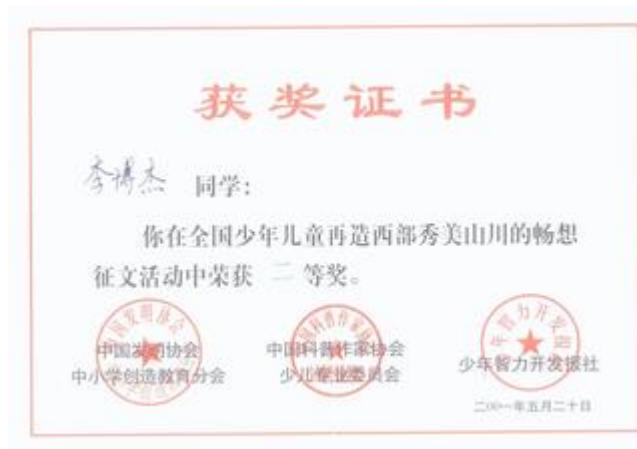 获奖证书
李博杰 同学：
你在全国少年儿童再造西部秀美山川的畅想
征文活动中荣获 二 等奖。
中国发明协会 中国科普作家协会 少年智力开发报社
中小学创造教育分会 少儿专业委员会
二〇〇一年五月二十日